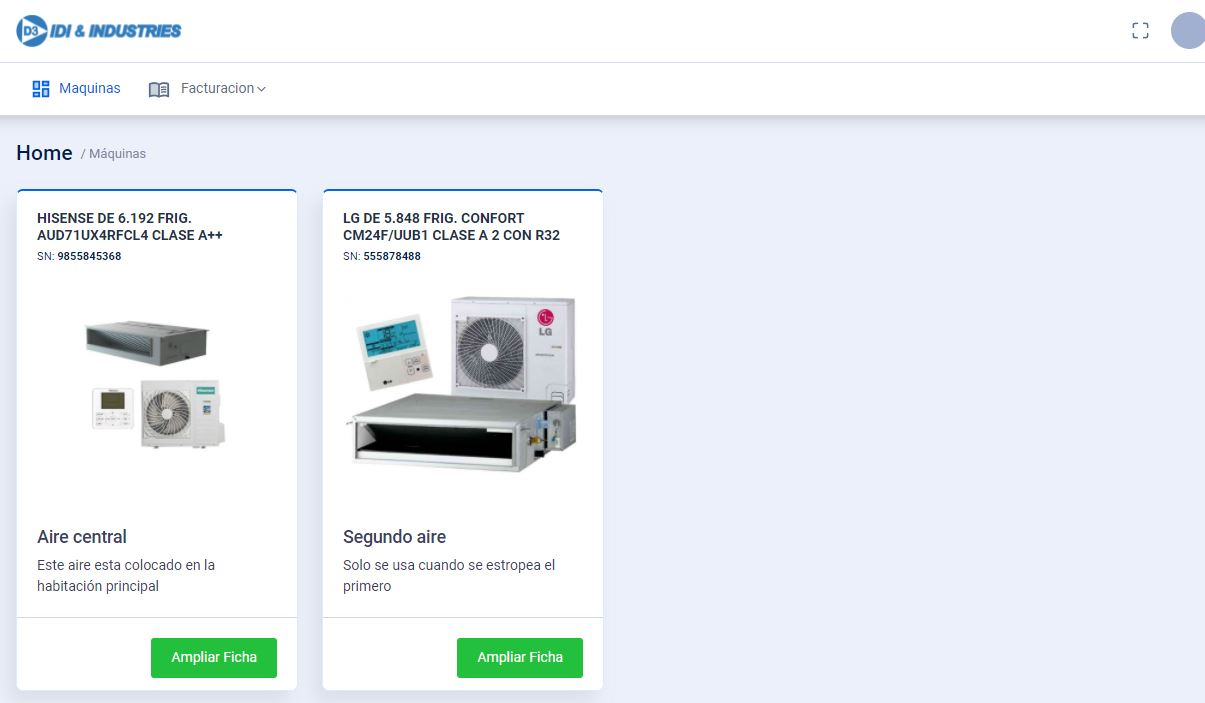 D3 IDI & INDUSTRIES
Maquinas
Facturacion
Home / Máquinas
HISENSE DE 6.192 FRIG.
AUD71UX4RFCL4 CLASE A++
SN: 9855845368
Aire central
Este aire esta colocado en la
habitación principal
Ampliar Ficha
LG DE 5.848 FRIG. CONFORT
CM24F/UUB1 CLASE A 2 CON R32
SN: 555878488
LG
Segundo aire
Solo se usa cuando se estropea el
primero
Ampliar Ficha